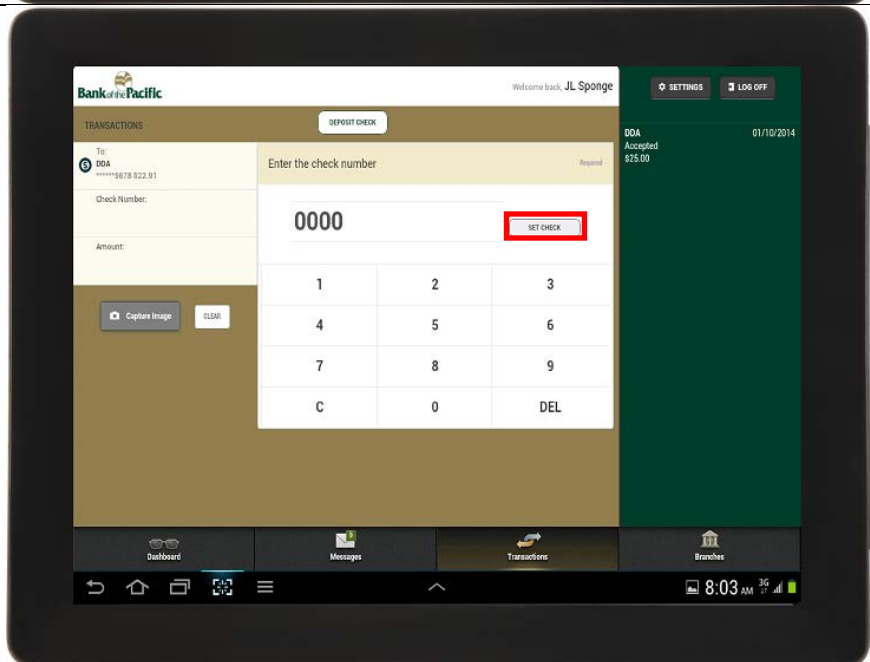 Bank of the Pacific
Welcome back, JL Sponge
SETTINGS
LOG OFF
TRANSACTIONS
DEPOSIT CHECK
DDA 01/10/2014
Accepted
$25.00
To:
DDA
******5678 $22.91
Check Number:
Amount:
Capture Image
CLEAR
Enter the check number
Required
0000
SET CHECK
1 2 3
4 5 6
7 8 9
C 0 DEL
Dashboard
Messages
Transactions
Branches
8:03 AM 3G